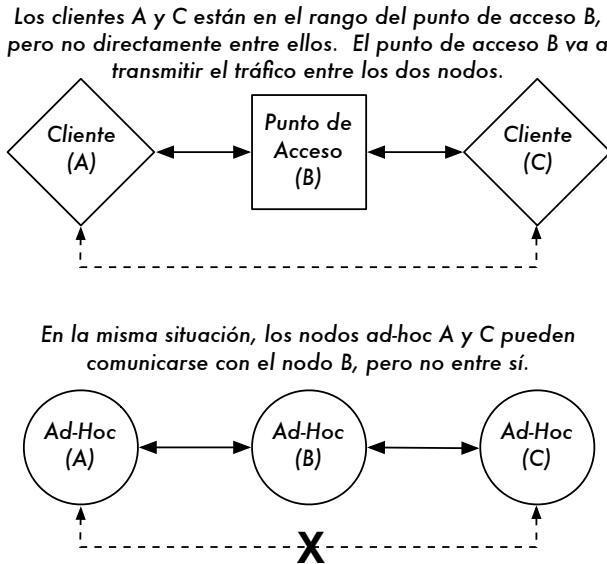 Los clientes A y C están en el rango del punto de acceso B,
pero no directamente entre ellos.  El punto de acceso B va a
transmitir el tráfico entre los dos nodos.
Cliente
(A)
Punto de
Acceso
(B)
Cliente
(C)
En la misma situación, los nodos ad-hoc A y C pueden
comunicarse con el nodo B, pero no entre sí.
Ad-Hoc
(A)
Ad-Hoc
(B)
Ad-Hoc
(C)
X